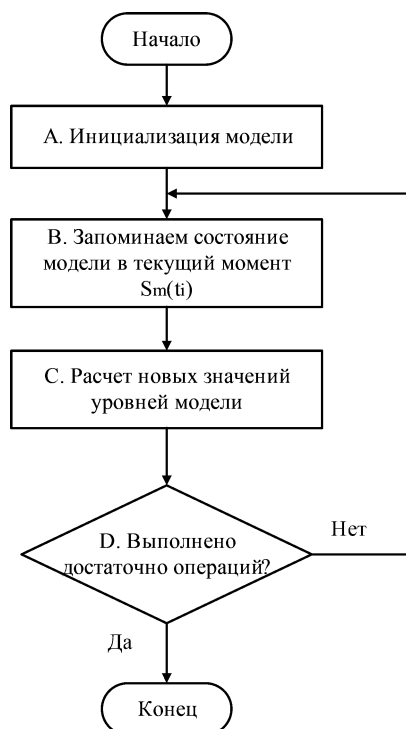 Начало
A. Инициализация модели
B. Запоминаем состояние
модели в текущий момент
Sm(ti)
C. Расчет новых значений
уровней модели
D. Выполнено
достаточно операций?
Нет
Да
Конец